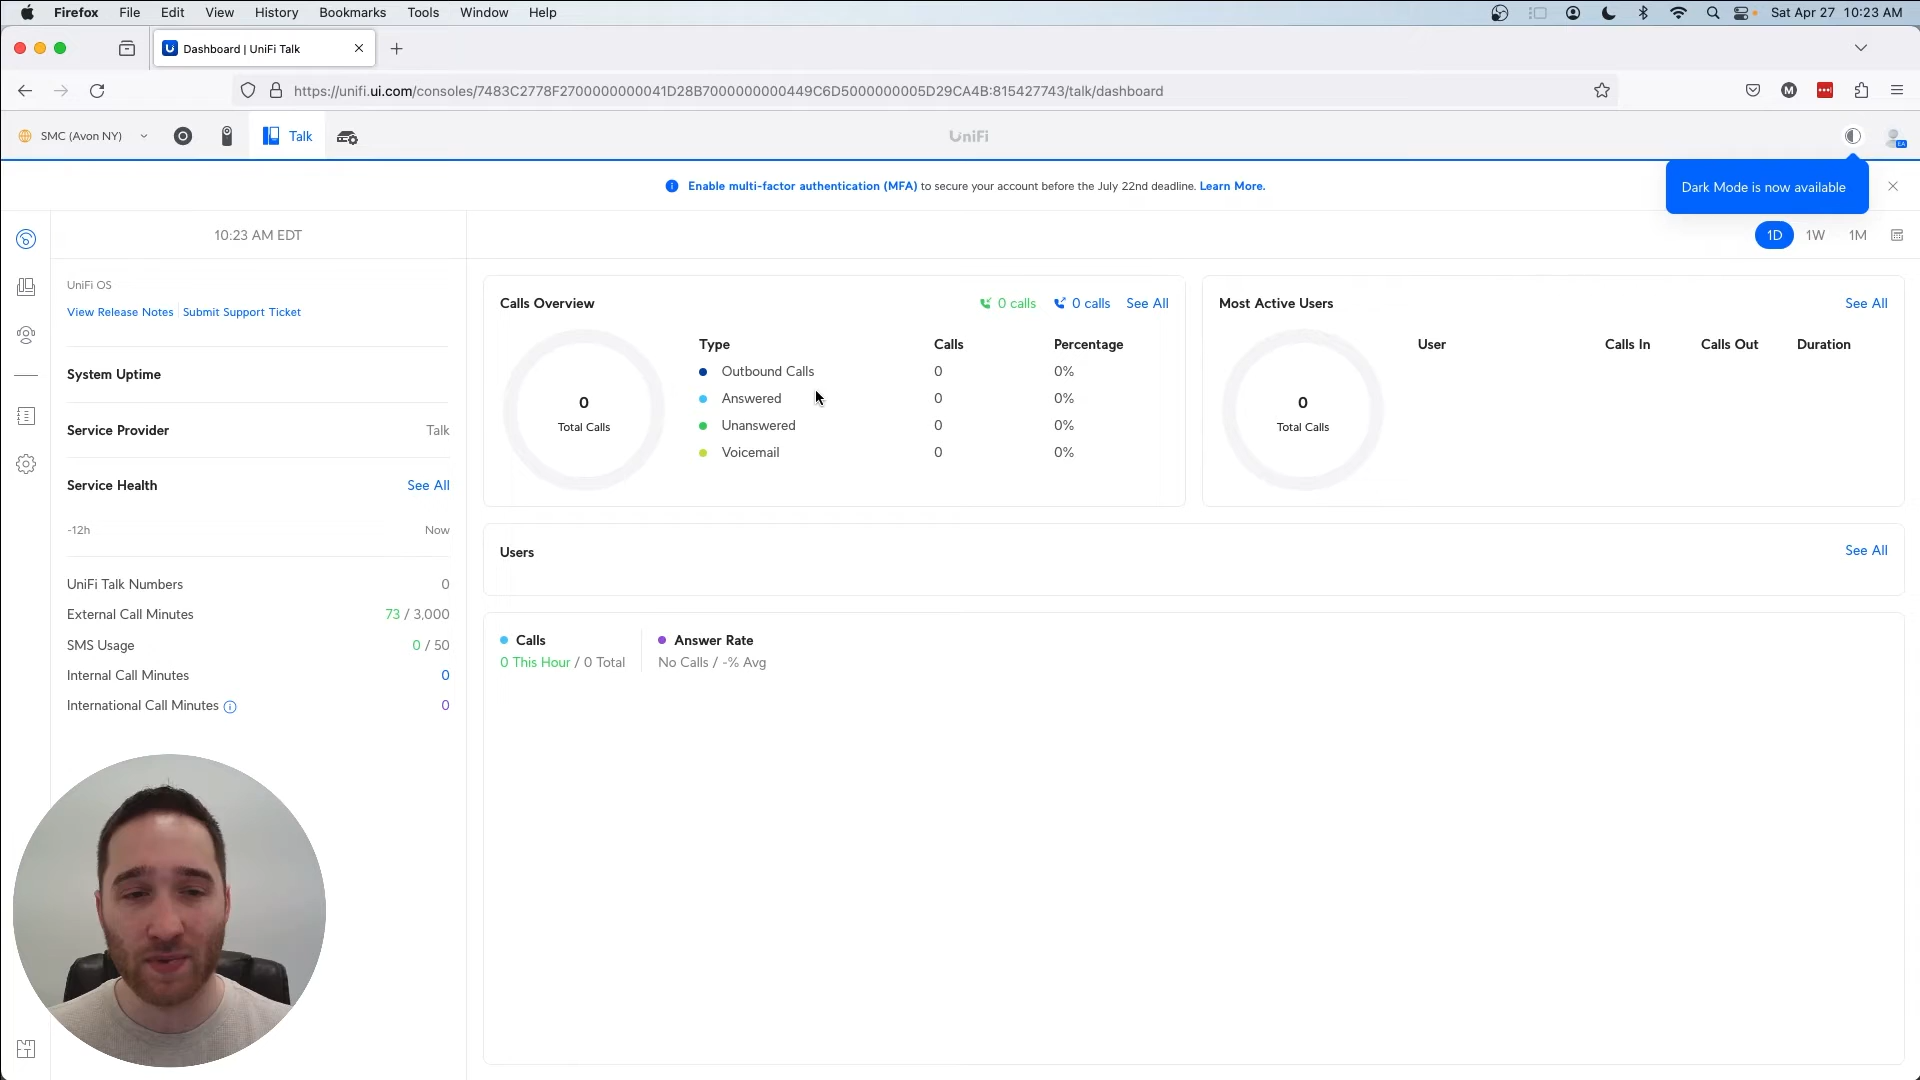 Firefox File Edit View History Bookmarks Tools Window Help Sat Apr 27 10:23 AM
Dashboard | UniFi Talk
https://unifi.ui.com/consoles/7483C2778F2700000000041D28B7000000000449C6D5000000005D29CA4B:815427743/talk/dashboard
SMC (Avon NY) Talk UniFi
Enable multi-factor authentication (MFA) to secure your account before the July 22nd deadline. Learn More.
Dark Mode is now available
10:23 AM EDT
1D 1W 1M
UniFi OS
View Release Notes Submit Support Ticket
System Uptime
Service Provider Talk
Service Health See All
-12h Now
UniFi Talk Numbers 0
External Call Minutes 73 / 3,000
SMS Usage 0 / 50
Internal Call Minutes 0
International Call Minutes 0
Calls Overview 0 calls 0 calls See All
Type Calls Percentage
Outbound Calls 0 0%
Answered 0 0%
Unanswered 0 0%
Voicemail 0 0%
0
Total Calls
Most Active Users See All
User Calls In Calls Out Duration
0
Total Calls
Users See All
Calls
0 This Hour / 0 Total
Answer Rate
No Calls / -% Avg